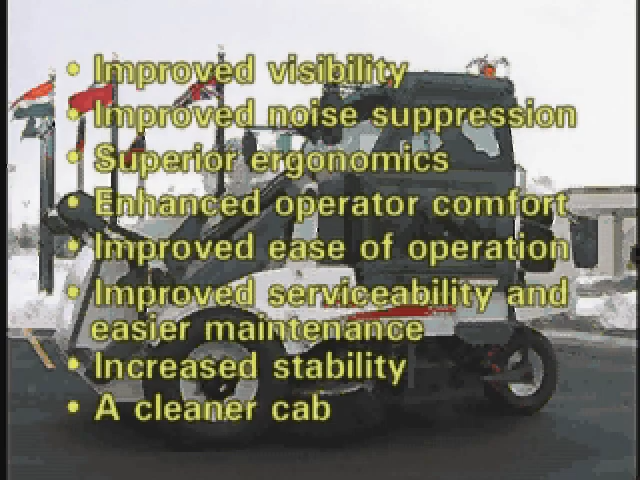 • Improved visibility
• Improved noise suppression
• Superior ergonomics
• Enhanced operator comfort
• Improved ease of operation
• Improved serviceability and
easier maintenance
• Increased stability
• A cleaner cab